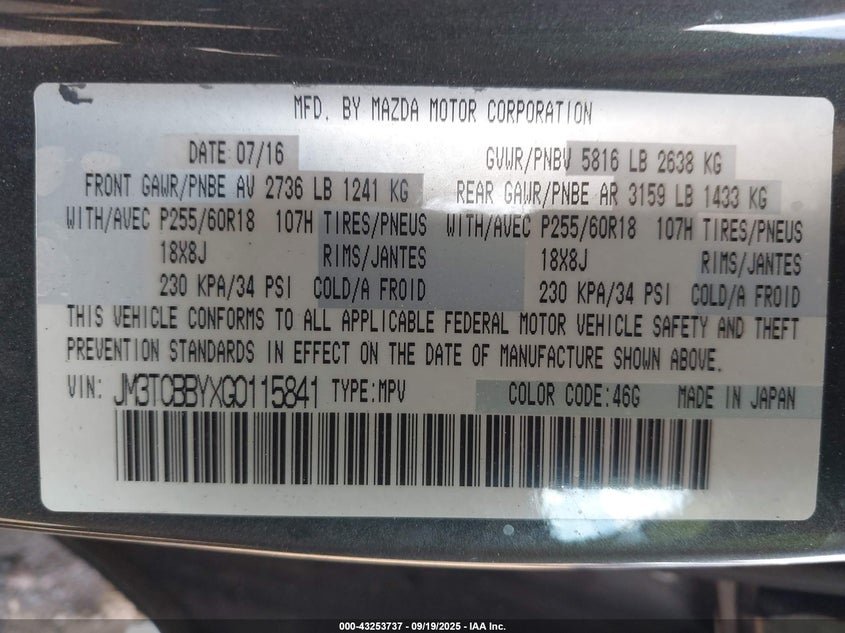 MFD. BY MAZDA MOTOR CORPORATION
DATE 07/16 GVWR/PNBV 5816 LB 2638 KG
FRONT GAWR/PNBE AV 2736 LB 1241 KG REAR GAWR/PNBE AR 3159 LB 1433 KG
WITH/AVEC P255/60R18 107H TIRES/PNEUS WITH/AVEC P255/60R18 107H TIRES/PNEUS
18X8J RIMS/JANTES 18X8J RIMS/JANTES
230 KPA/34 PSI COLD/A FROID 230 KPA/34 PSI COLD/A FROID
THIS VEHICLE CONFORMS TO ALL APPLICABLE FEDERAL MOTOR VEHICLE SAFETY AND THEFT
PREVENTION STANDARDS IN EFFECT ON THE DATE OF MANUFACTURE SHOWN ABOVE.
VIN: JM3TCBBYXG0115841 TYPE:MPV COLOR CODE:46G MADE IN JAPAN
000-43253737 - 09/19/2025 - IAA Inc.